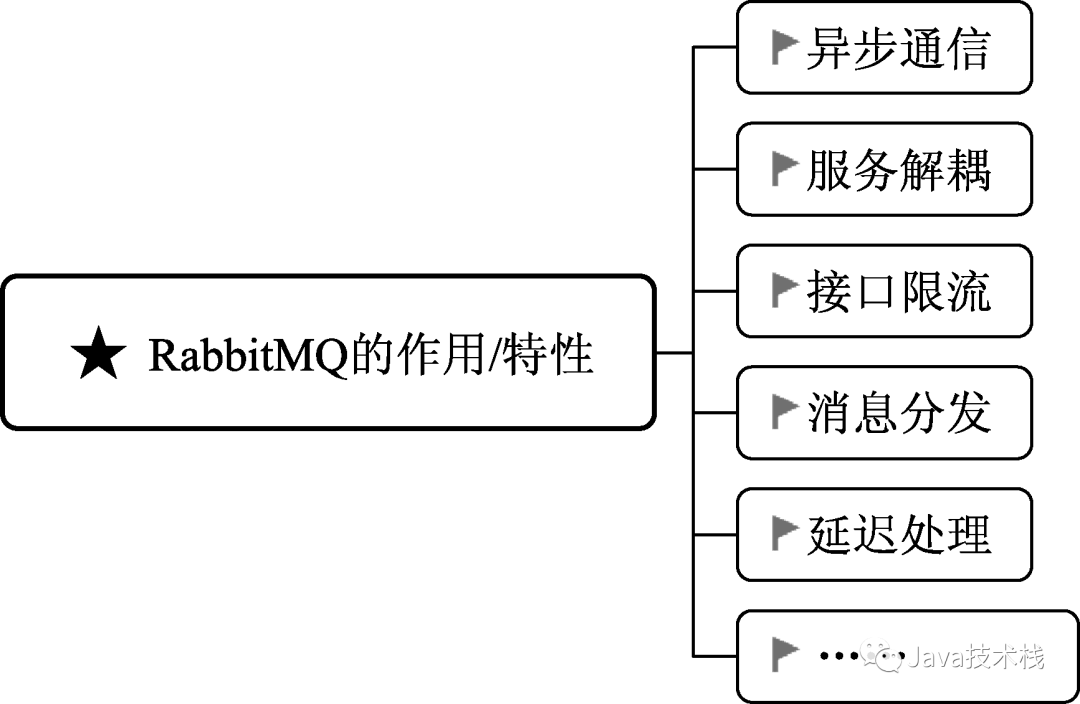 异步通信
服务解耦
接口限流
★ RabbitMQ的作用/特性
消息分发
延迟处理
……
Java技术栈